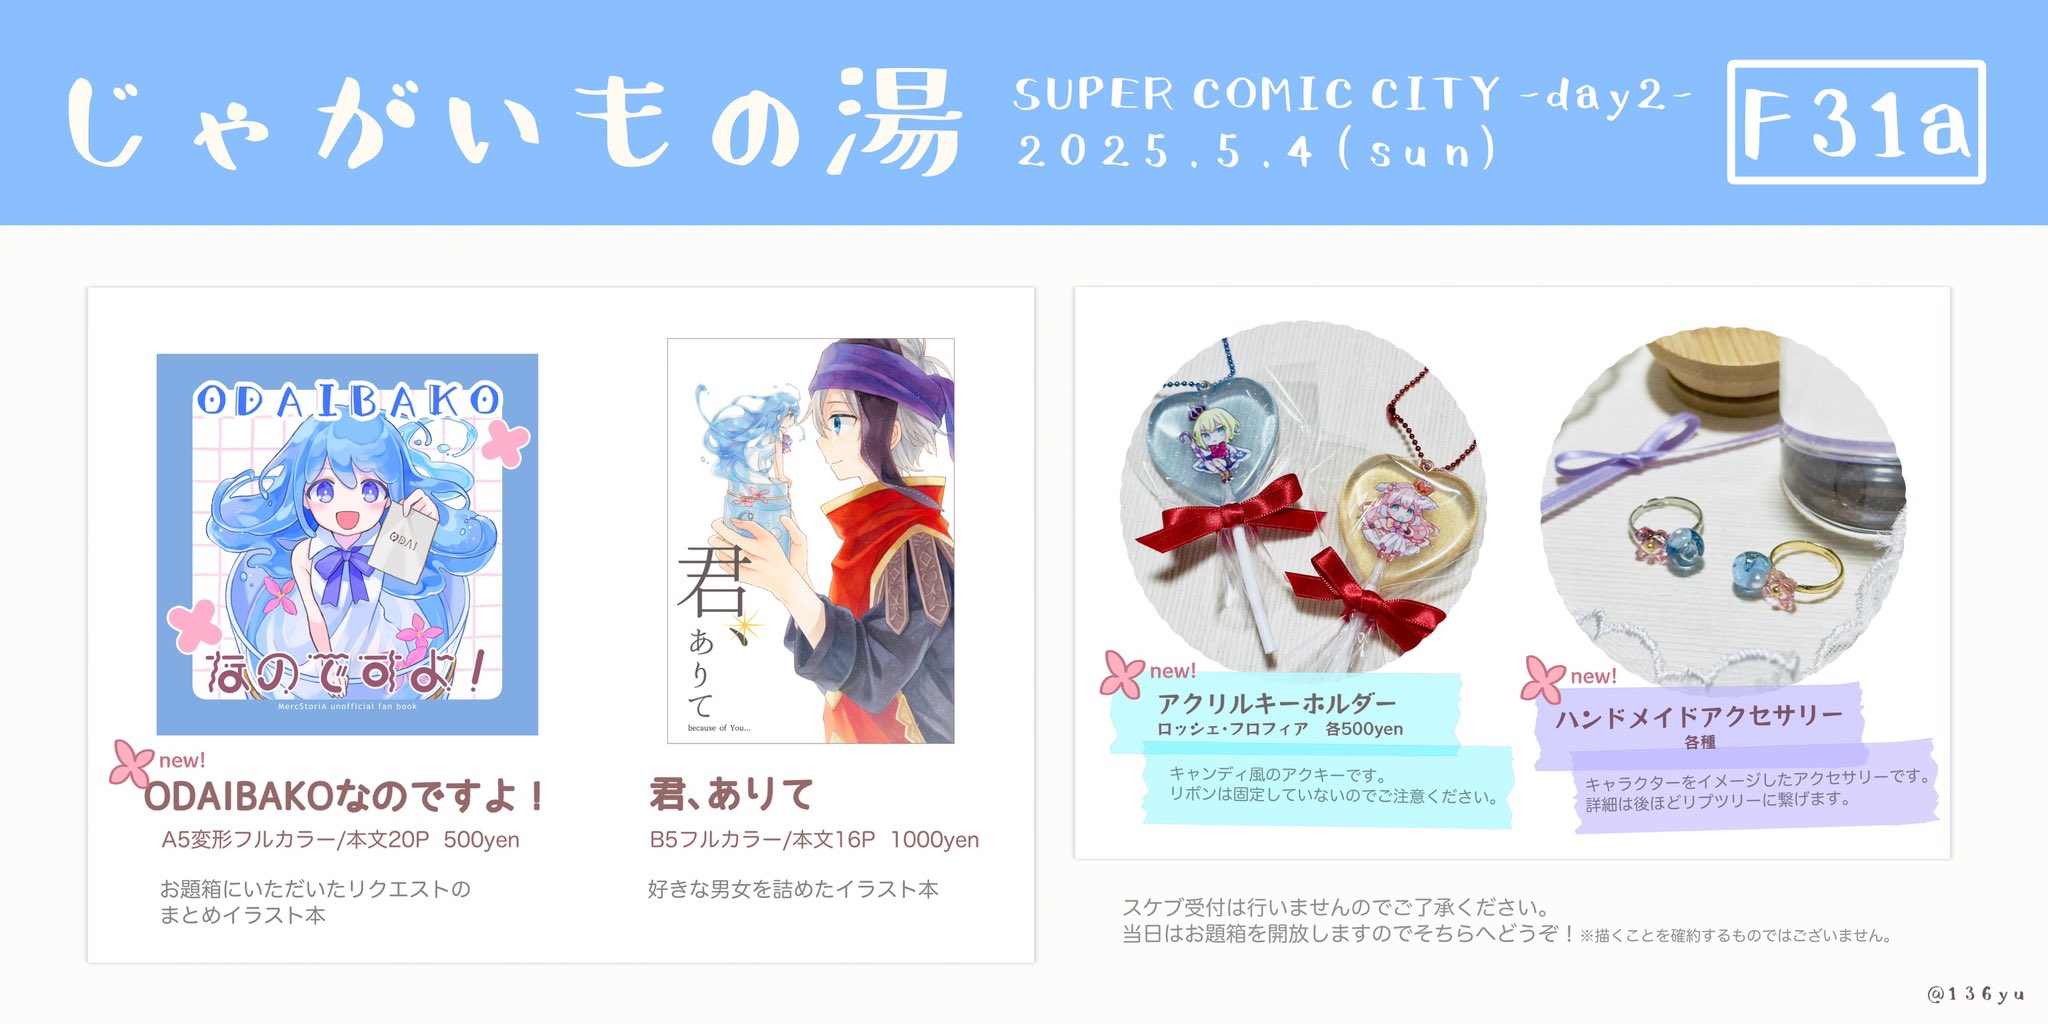 じゃがいもの湯
SUPER COMIC CITY -day2-
2025.5.4(sun)
F31a
ODAIBAKO
ODAI
なのですよ！
MercStoriA unofficial fan book
new!
ODAIBAKOなのですよ！
A5変形フルカラー/本文20P 500yen
お題箱にいただいたリクエストの
まとめイラスト本
君、
ありて
because of You...
君、ありて
B5フルカラー/本文16P 1000yen
好きな男女を詰めたイラスト本
new!
アクリルキーホルダー
ロッシェ・フロフィア 各500yen
キャンディ風のアクキーです。
リボンは固定していないのでご注意ください。
new!
ハンドメイドアクセサリー
各種
キャラクターをイメージしたアクセサリーです。
詳細は後ほどリプツリーに繋げます。
スケブ受付は行いませんのでご了承ください。
当日はお題箱を開放しますのでそちらへどうぞ！※描くことを確約するものではございません。
@136yu